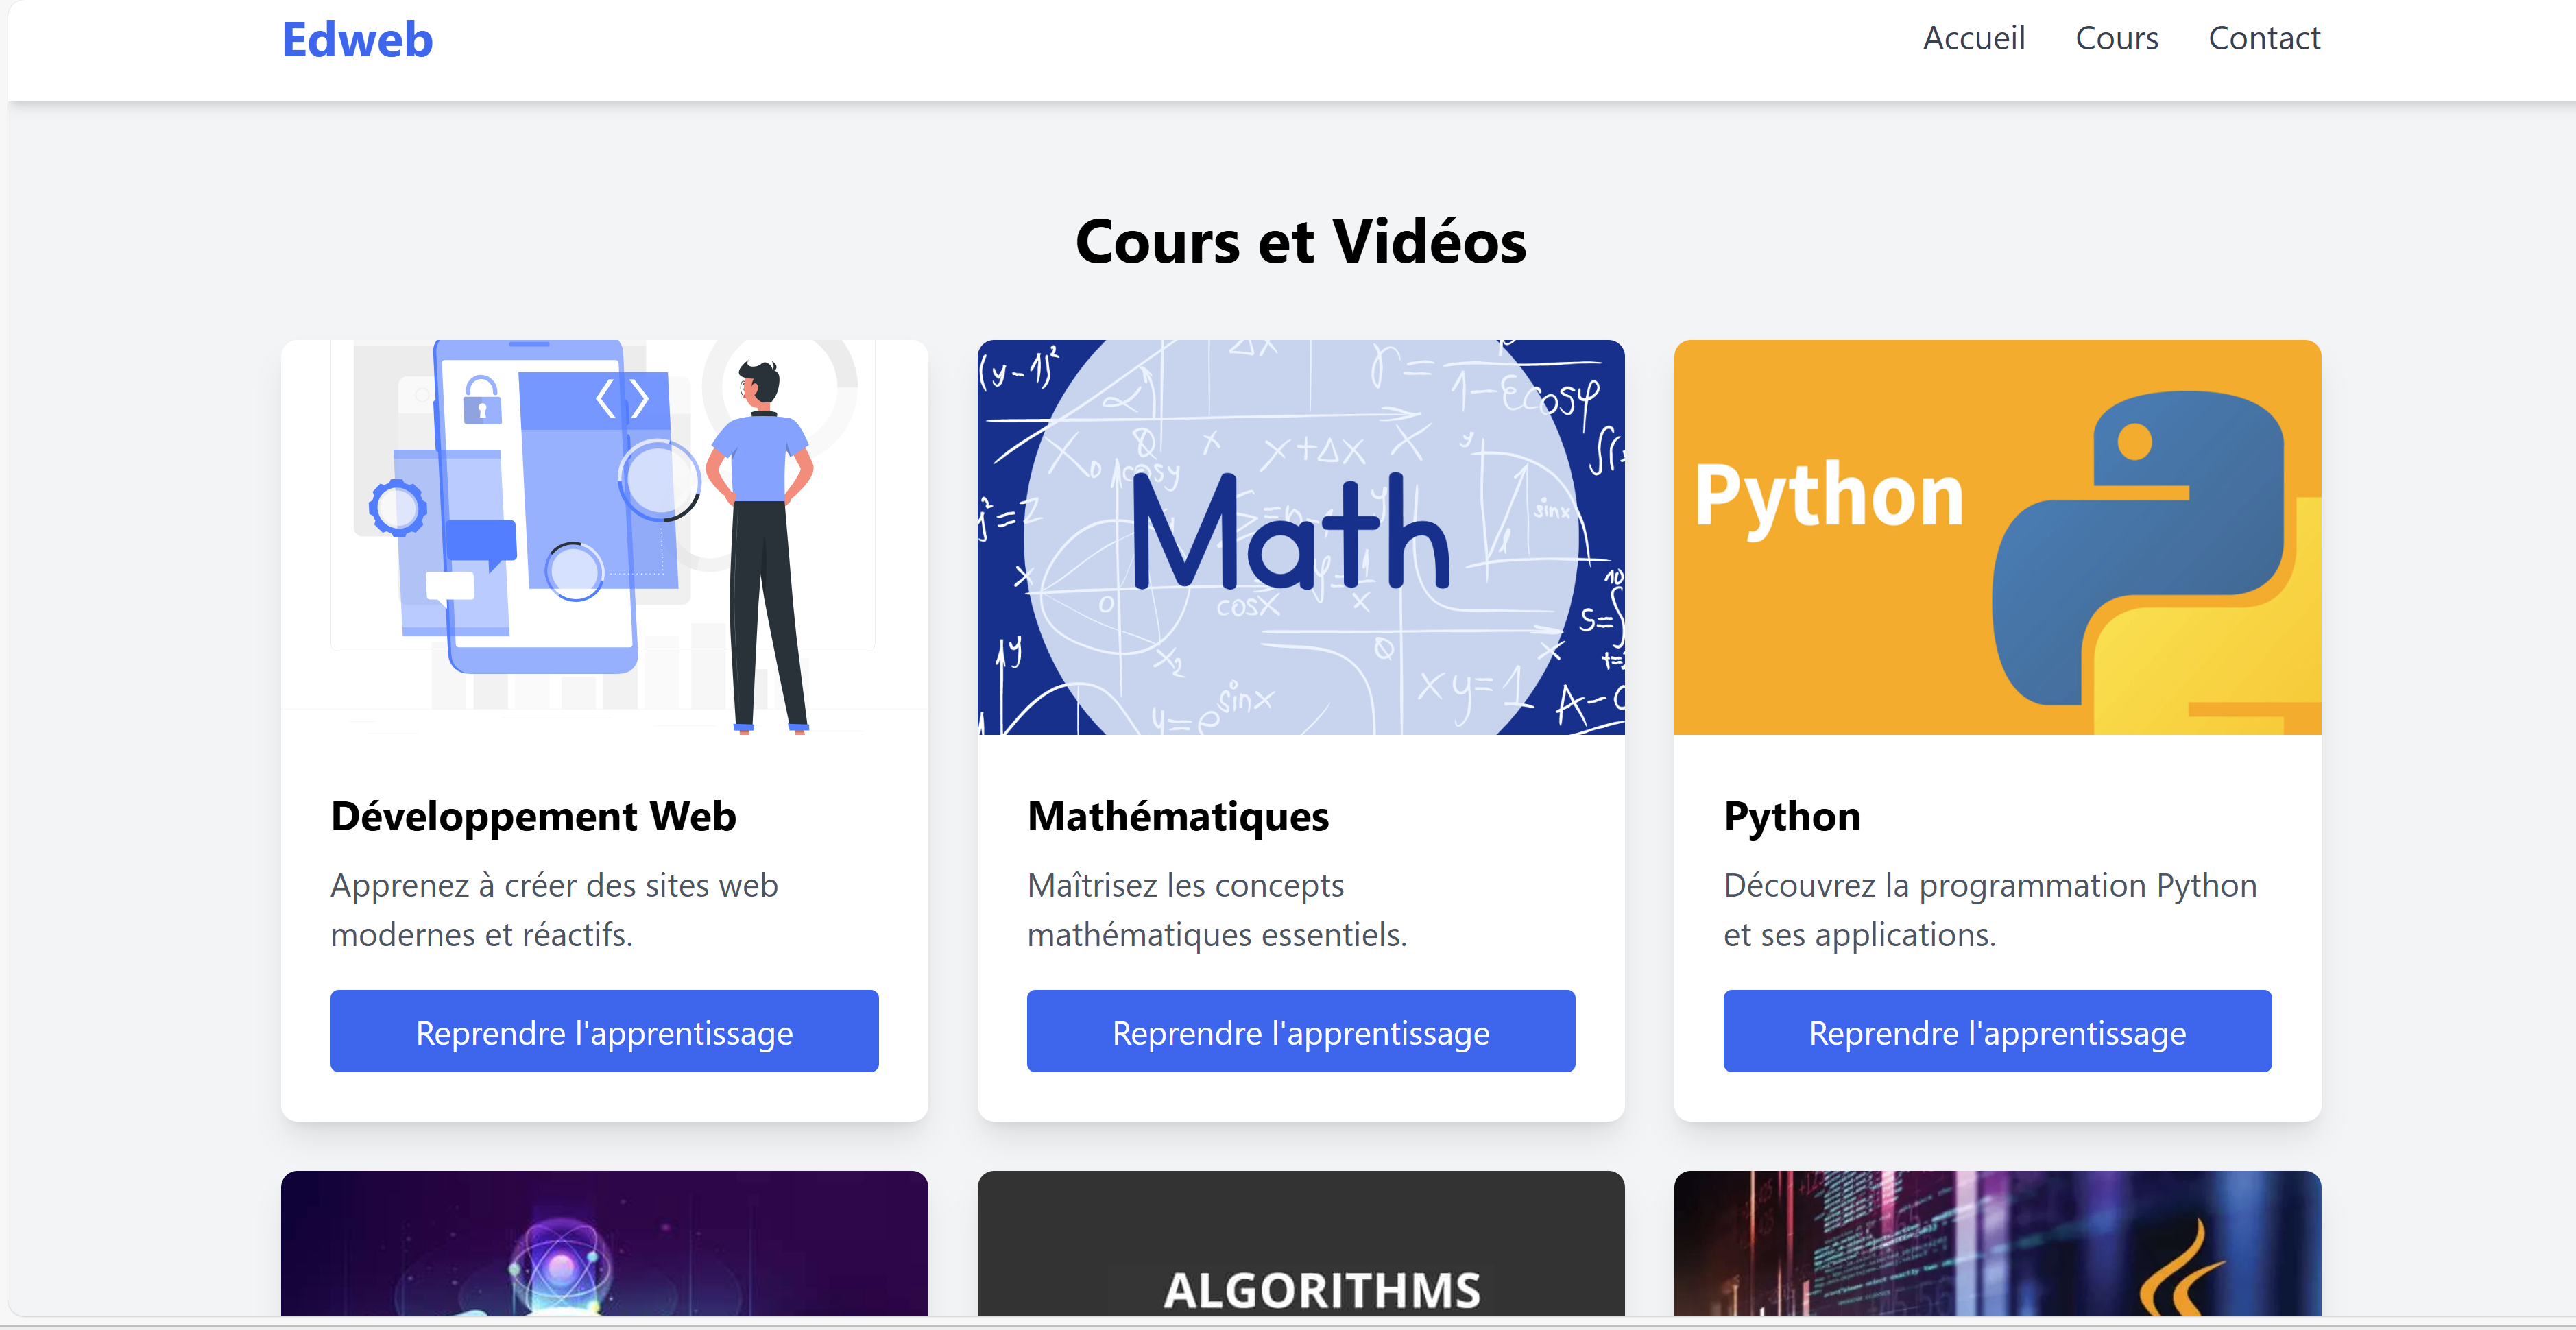 Edweb
Accueil Cours Contact
Cours et Vidéos
Math
Python
Développement Web
Apprenez à créer des sites web
modernes et réactifs.
Reprendre l'apprentissage
Mathématiques
Maîtrisez les concepts
mathématiques essentiels.
Reprendre l'apprentissage
Python
Découvrez la programmation Python
et ses applications.
Reprendre l'apprentissage
ALGORITHMS